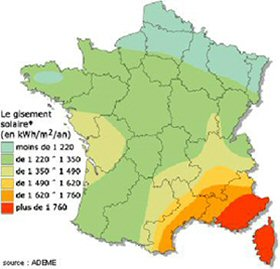 Le gisement
solaire*
(en kWh/m2/an)
moins de 1 220
de 1 220 ˜ 1 350
de 1 350 ˜ 1 490
de 1 490 ˜ 1 620
de 1 620 ˜ 1 760
plus de 1 760
source : ADEME